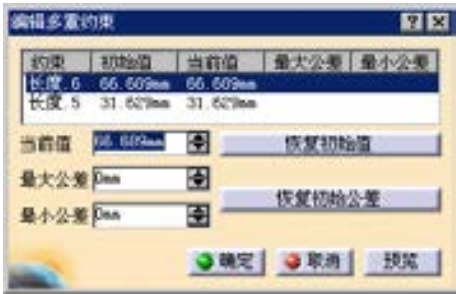 编辑多重约束
约束 初始值 当前值 最大公差 最小公差
长度.6 66.609mm 66.609mm
长度.5 31.629mm 31.629mm
当前值 66.609mm 恢复初始值
最大公差 0mm
恢复初始公差
最小公差 0mm
确定 取消 预览